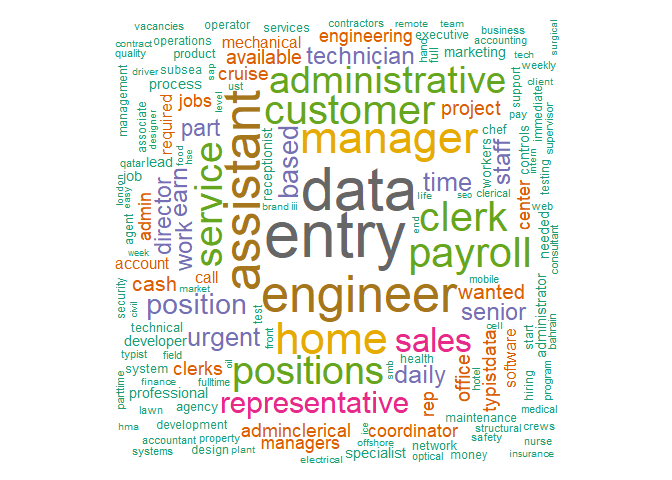 vacancies
operator
services
contractors
remote
team
business
contract
operations
engineering
executive
accounting
surgical
quality
product
mechanical
available
technician
hand
full
marketing
tech
driver
subsea
sap
cruise
administrative
weekly
management
process
level
ust
support
client
associate
designer
required
jobs
customer
project
pay
immediate
supervisor
part
assistant
receptionist
based
manager
chef
workers
staff
controls
intern
qatar
lead
food
hse
service
data
time
center
testing
job
london
easy
director
work
earn
brand
iii
life
seo
clerical
web
needed
consultant
agent
admin
entry
clerk
end
week
account
call
payroll
administrator
bahrain
security
cash
market
engineer
mobile
wanted
start
civil
position
test
front
senior
cell
technical
developer
urgent
home
sales
software
typist
field
oil
health
office
hotel
typistdata
hiring
program
parttime
system
clerks
positions
smb
daily
finance
fulltime
professional
representative
rep
medical
lawn
agency
maintenance
crews
hma
development
adminclerical
ice
coordinator
structural
safety
nurse
accountant
property
managers
offshore
network
systems
design
plant
specialist
optical
money
insurance
electrical